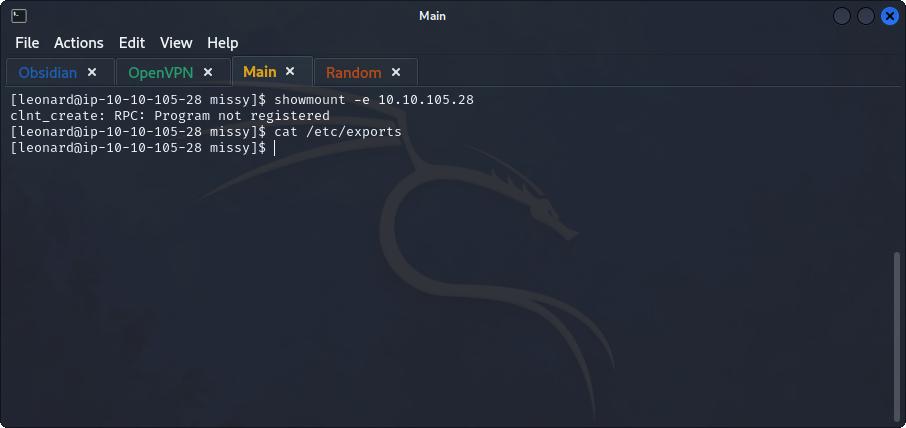 Main
File Actions Edit View Help
Obsidian × OpenVPN × Main × Random ×
[leonard@ip-10-10-105-28 missy]$ showmount -e 10.10.105.28
clnt_create: RPC: Program not registered
[leonard@ip-10-10-105-28 missy]$ cat /etc/exports
[leonard@ip-10-10-105-28 missy]$